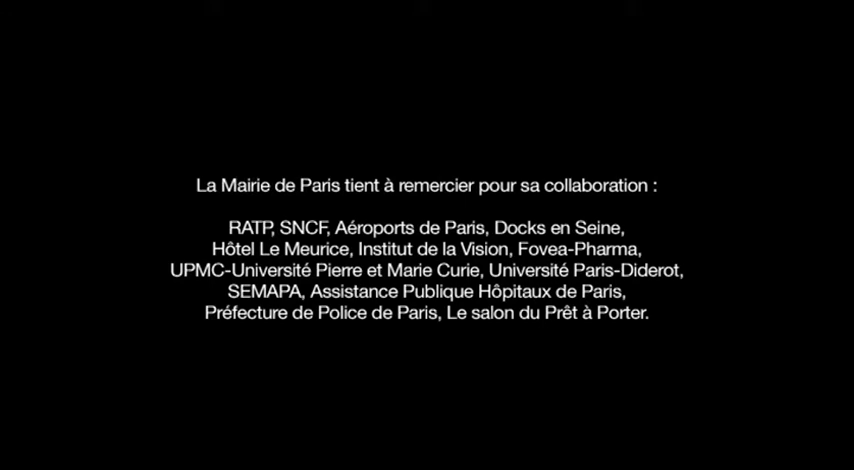 La Mairie de Paris tient à remercier pour sa collaboration :
RATP, SNCF, Aéroports de Paris, Docks en Seine,
Hôtel Le Meurice, Institut de la Vision, Fovea-Pharma,
UPMC-Université Pierre et Marie Curie, Université Paris-Diderot,
SEMAPA, Assistance Publique Hôpitaux de Paris,
Préfecture de Police de Paris, Le salon du Prêt à Porter.